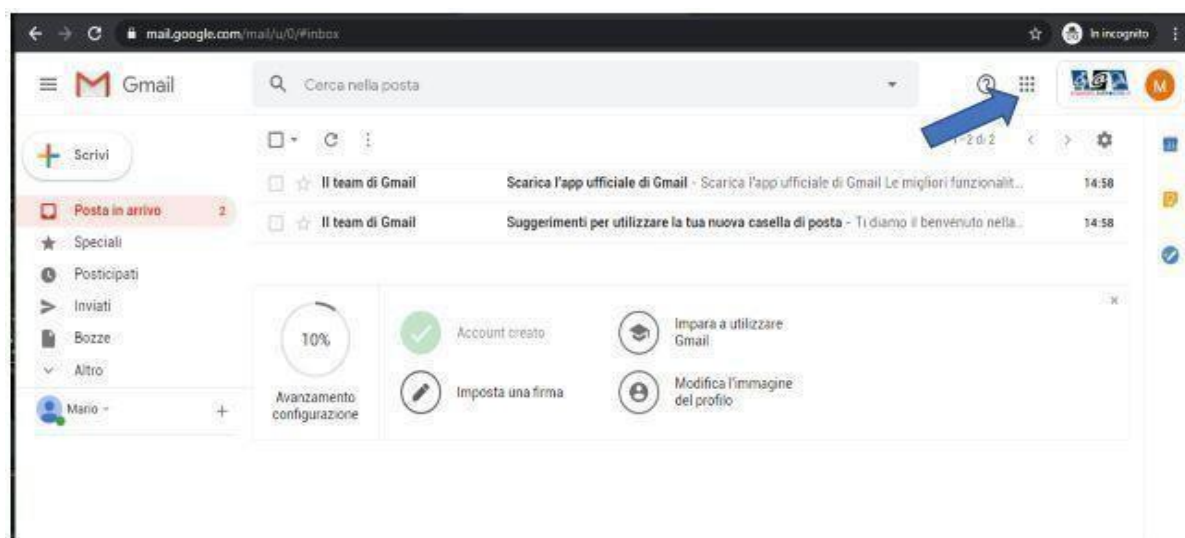 mail.google.com/mail/u/0/#inbox
In incognito
Gmail
Cerca nella posta
M
Scrivi
2 di 2
Il team di Gmail Scarica l'app ufficiale di Gmail - Scarica l'app ufficiale di Gmail Le migliori funzionalit... 14:58
Posta in arrivo 2
Il team di Gmail Suggerimenti per utilizzare la tua nuova casella di posta - Ti diamo il benvenuto nella... 14:58
Speciali
Posticipati
Inviati
Bozze
Altro
Mario
10%
Avanzamento
configurazione
Account creato
Impara a utilizzare
Gmail
Imposta una firma
Modifica l'immagine
del profilo